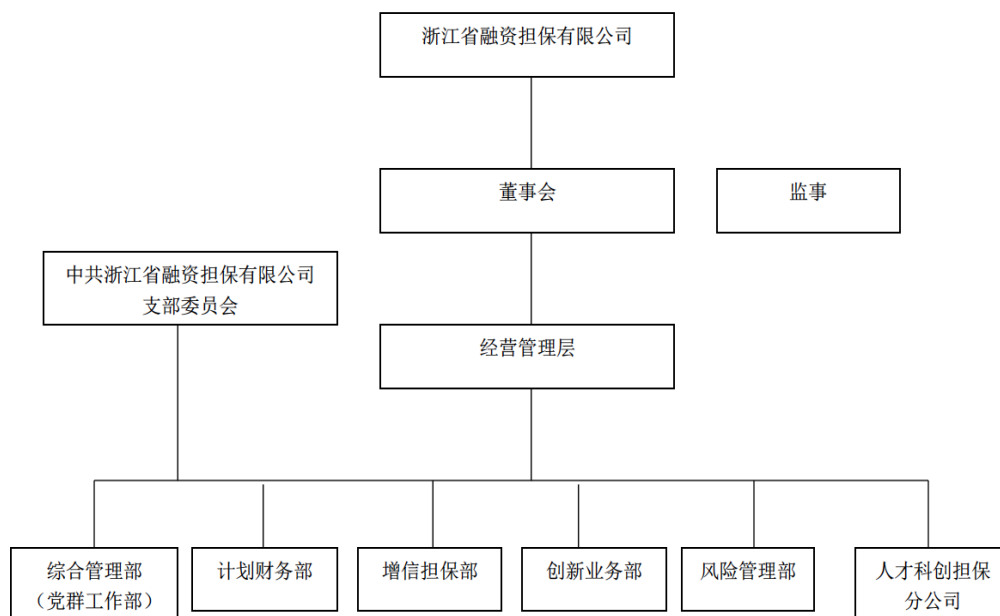 浙江省融资担保有限公司
董事会
监事
中共浙江省融资担保有限公司
支部委员会
经营管理层
综合管理部
（党群工作部）
计划财务部
增信担保部
创新业务部
风险管理部
人才科创担保
分公司